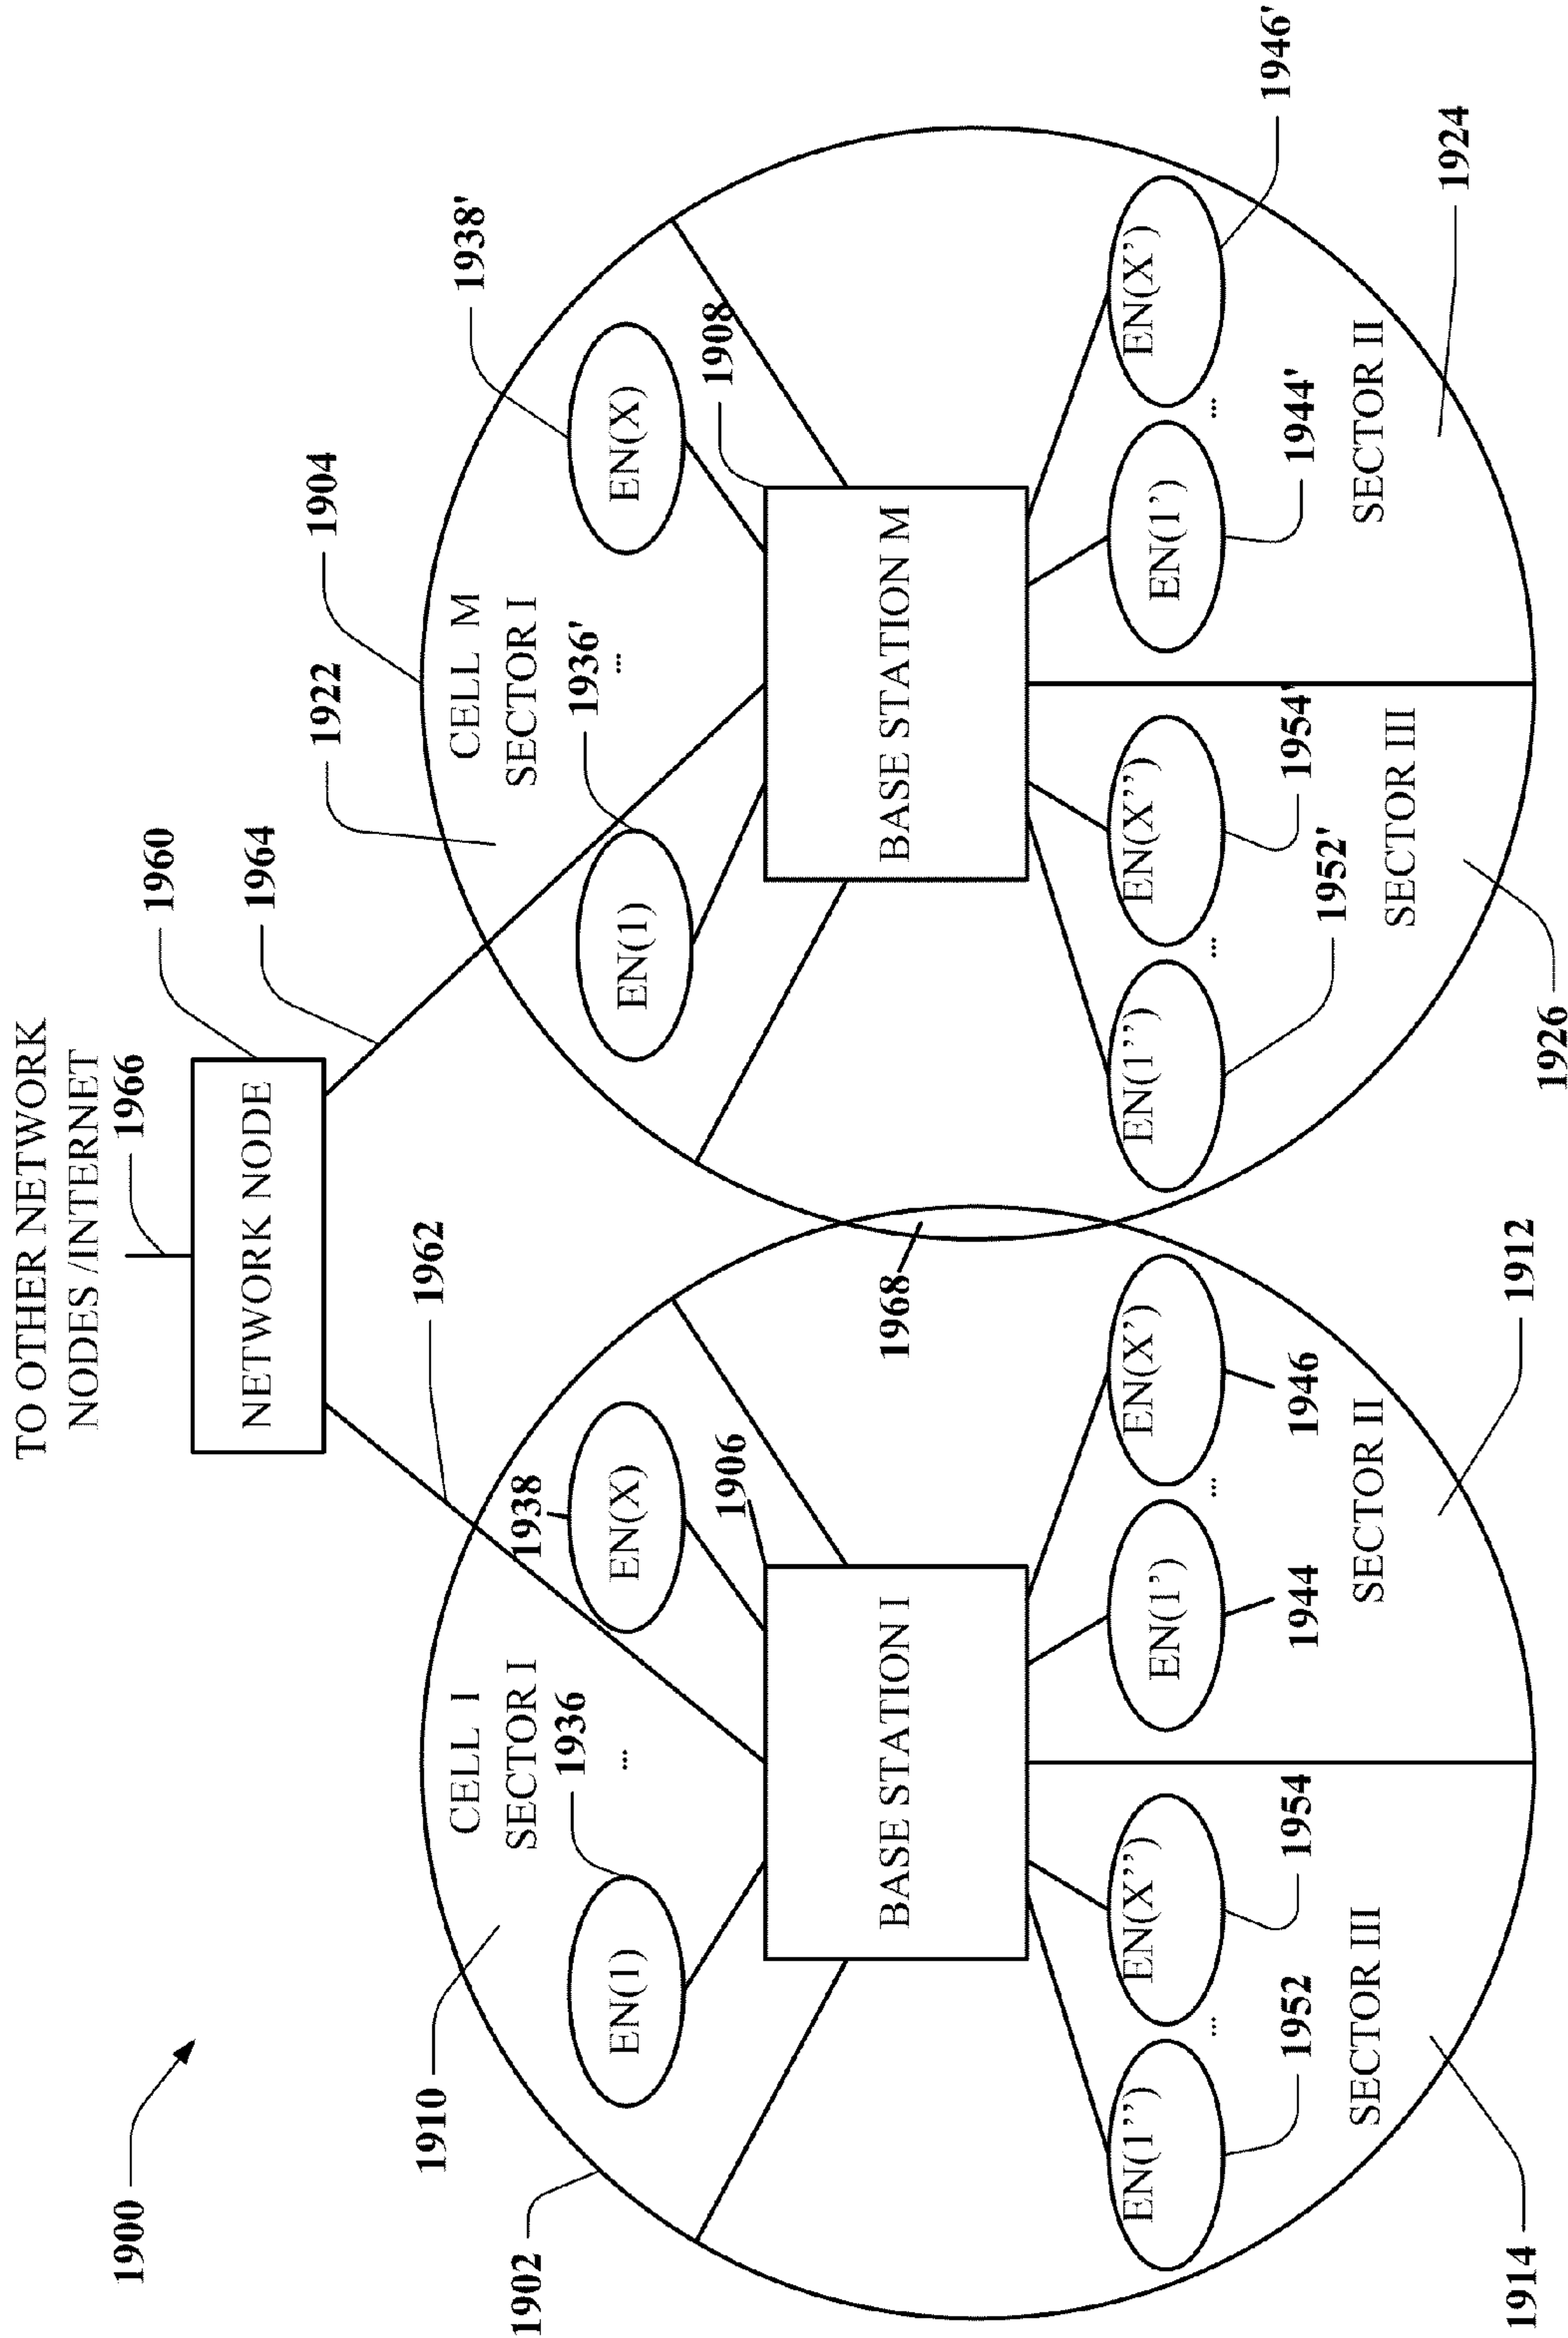 1900
TO OTHER NETWORK
NODES /INTERNET
1966
1960
NETWORK NODE
1962
1964
1902
1910
CELL I
SECTOR I
1936
...
1938
EN(1)
EN(X)
1906
BASE STATION I
EN(1'')
...
EN(X'')
1952
1954
SECTOR III
1914
EN(1')
...
EN(X')
1944
1946
SECTOR II
1912
1968
1922
1904
CELL M
SECTOR I
1936'
...
1938'
EN(1)
EN(X)
1908
BASE STATION M
EN(1'')
...
EN(X'')
1952'
1954'
SECTOR III
1926
EN(1')
...
EN(X')
1944'
1946'
SECTOR II
1924